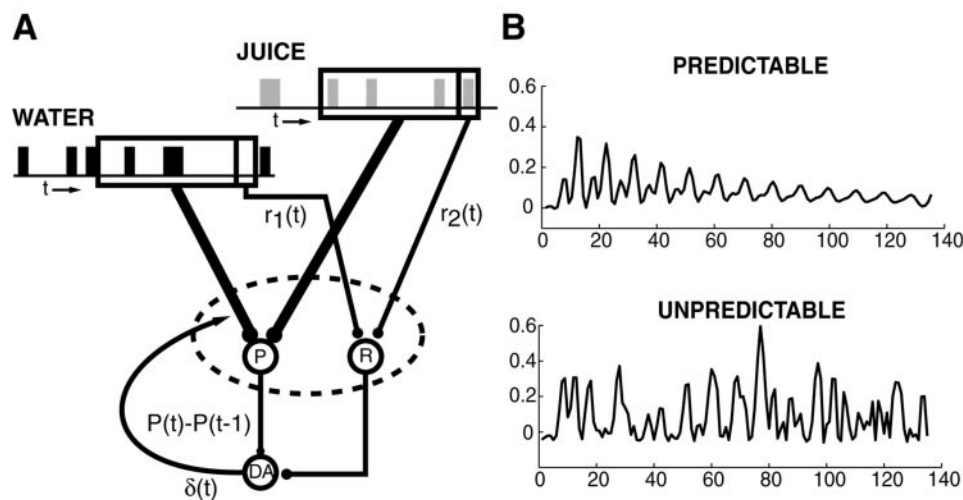 A
JUICE
t
WATER
t
r1(t)
r2(t)
P
R
P(t)-P(t-1)
DA
δ(t)
B
PREDICTABLE
0.6
0.4
0.2
0
0 20 40 60 80 100 120 140
UNPREDICTABLE
0.6
0.4
0.2
0
0 20 40 60 80 100 120 140